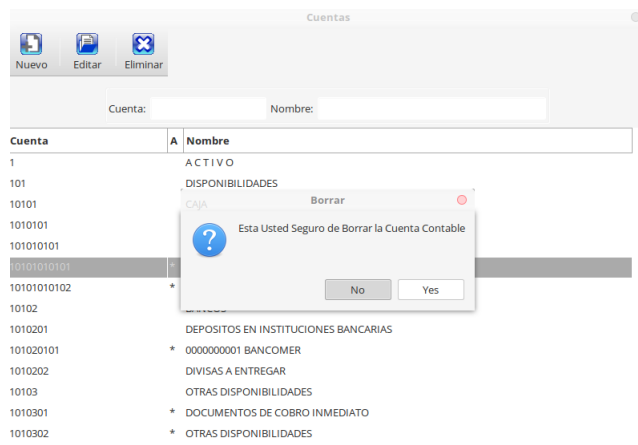 Cuentas
Nuevo Editar Eliminar
Cuenta: Nombre:
Cuenta A Nombre
1 A C T I V O
101 DISPONIBILIDADES
10101 CAJA
Borrar
1010101
Esta Usted Seguro de Borrar la Cuenta Contable
101010101
10101010101 *
10101010102 *
No Yes
10102 BANCOS
1010201 DEPOSITOS EN INSTITUCIONES BANCARIAS
101020101 * 0000000001 BANCOMER
1010202 DIVISAS A ENTREGAR
10103 OTRAS DISPONIBILIDADES
1010301 * DOCUMENTOS DE COBRO INMEDIATO
1010302 * OTRAS DISPONIBILIDADES